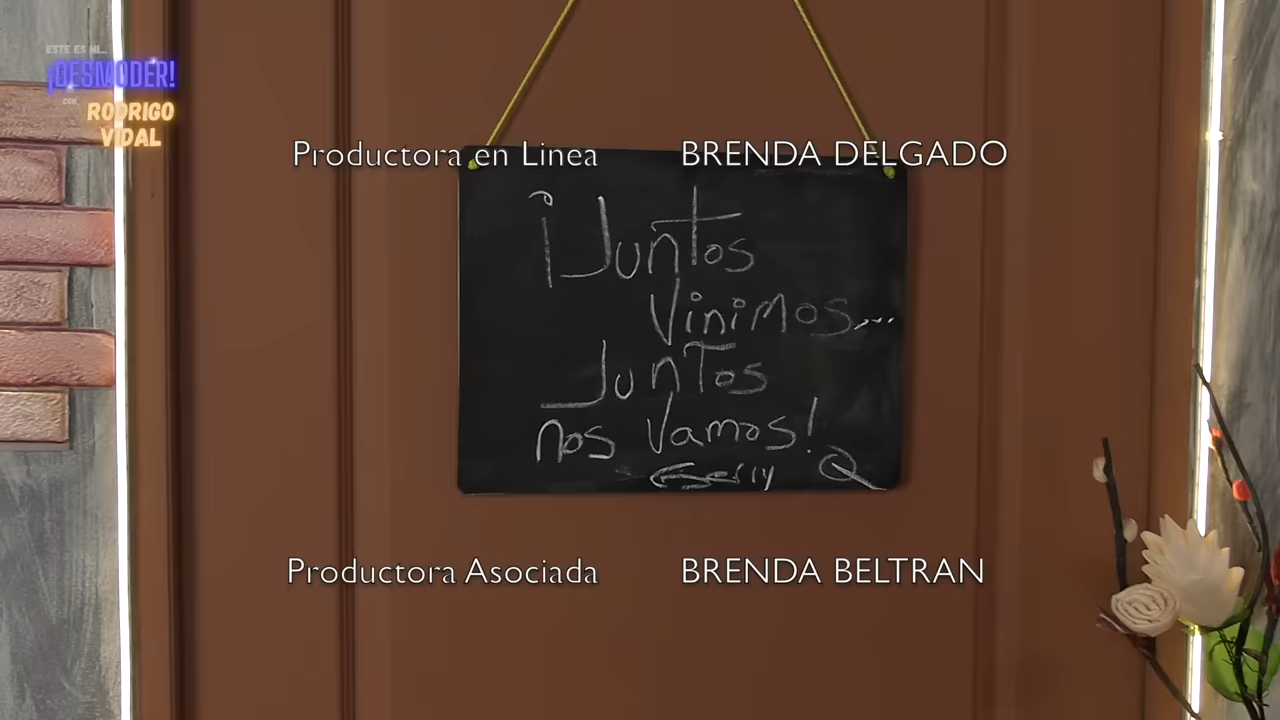 ESTE ES MI...
¡DESMODER!
CON
RODRIGO
VIDAL
Productora en Linea BRENDA DELGADO
¡Juntos
Vinimos...
Juntos
nos Vamos!
Productora Asociada BRENDA BELTRAN